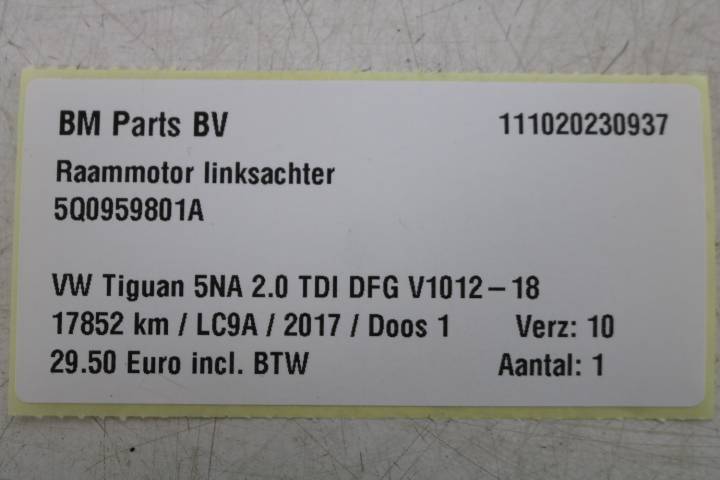 BM Parts BV 111020230937
Raammotor linksachter
5Q0959801A
VW Tiguan 5NA 2.0 TDI DFG V1012-18
17852 km / LC9A / 2017 / Doos 1 Verz: 10
29.50 Euro incl. BTW Aantal: 1